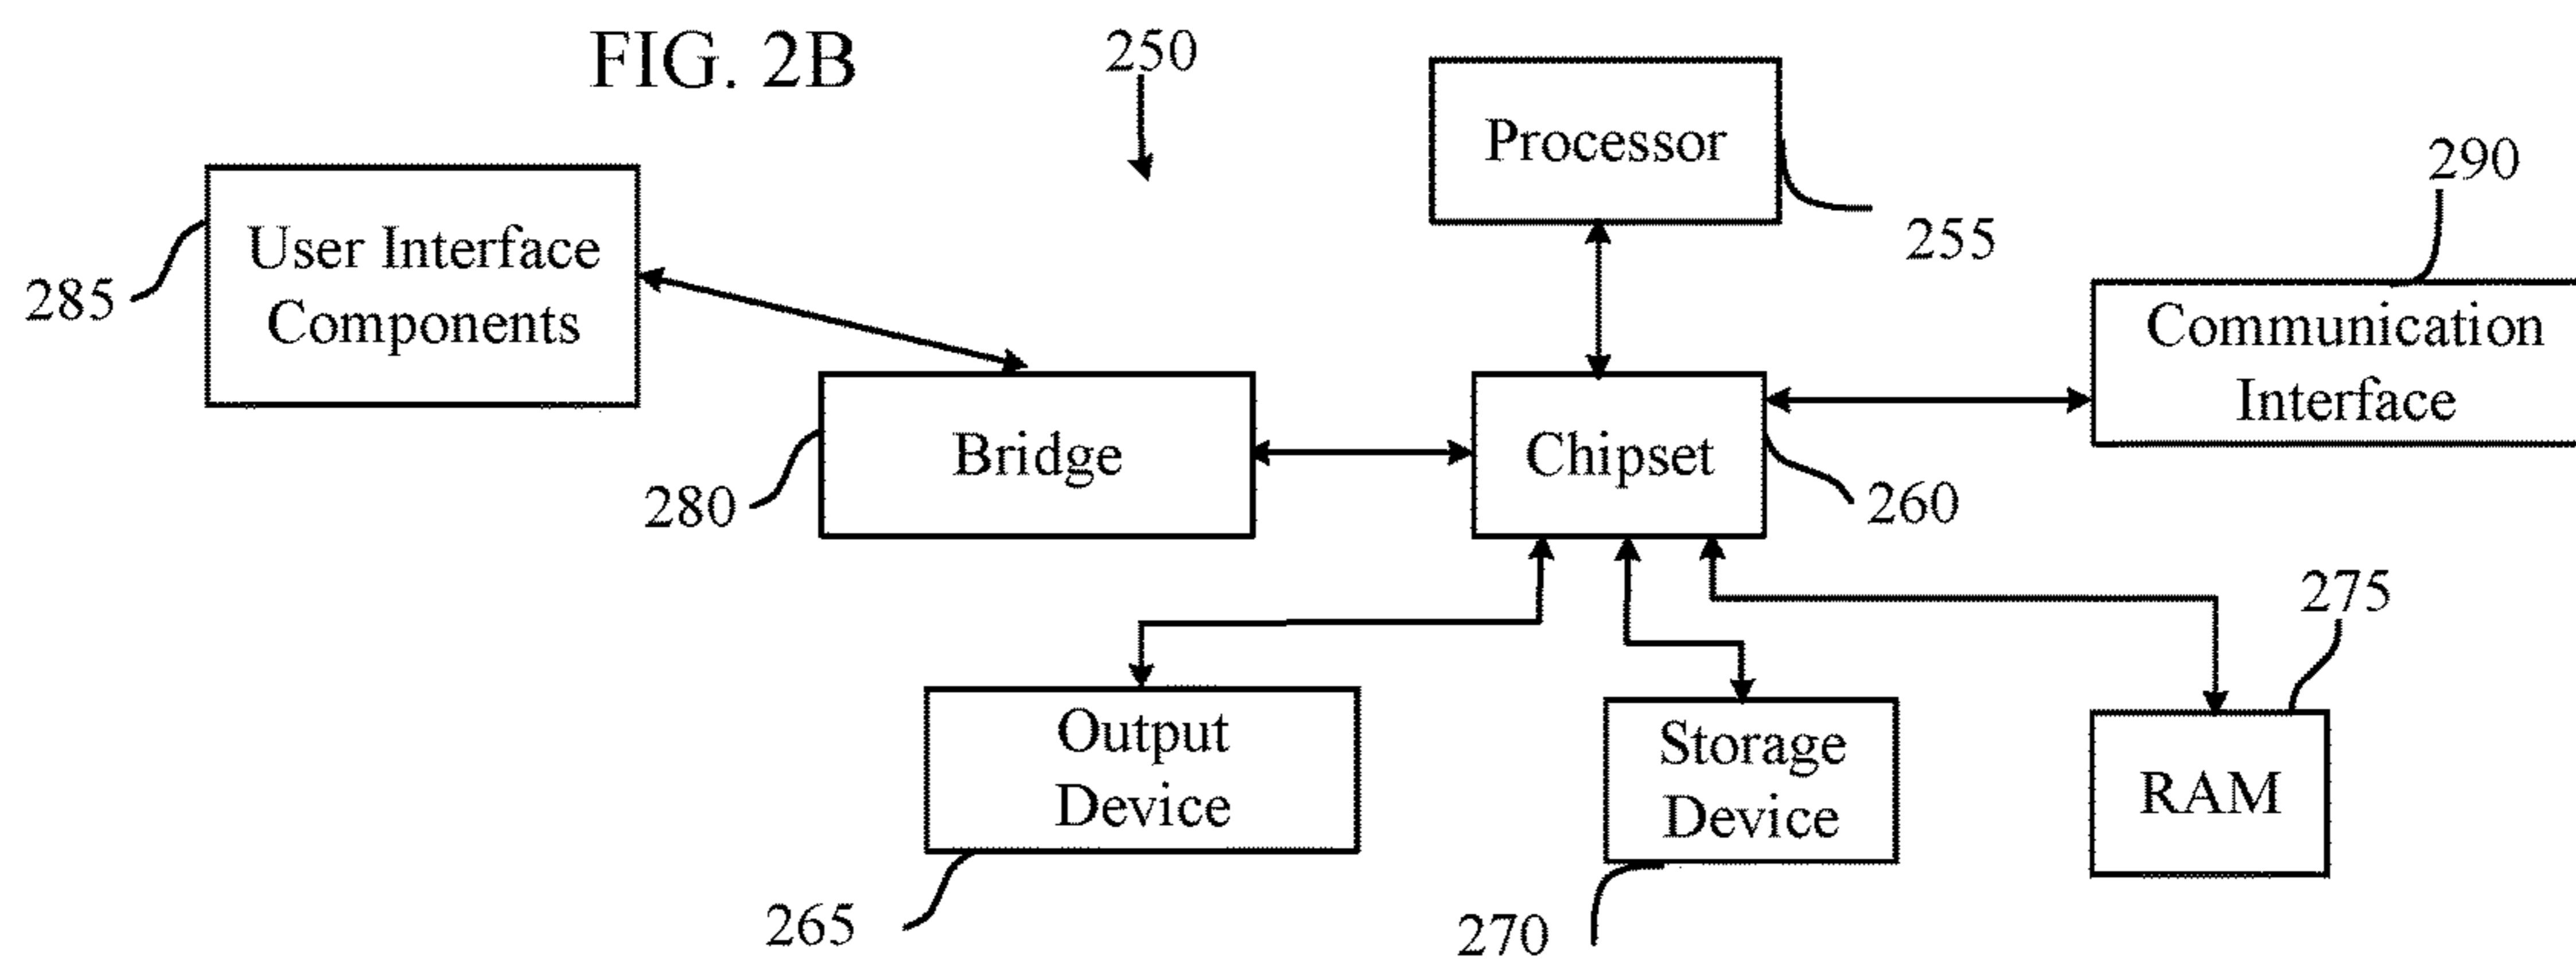 FIG. 2B
250
Processor
255
290
User Interface
Components
285
Communication
Interface
Bridge
280
Chipset
260
275
Output
Device
265
Storage
Device
270
RAM